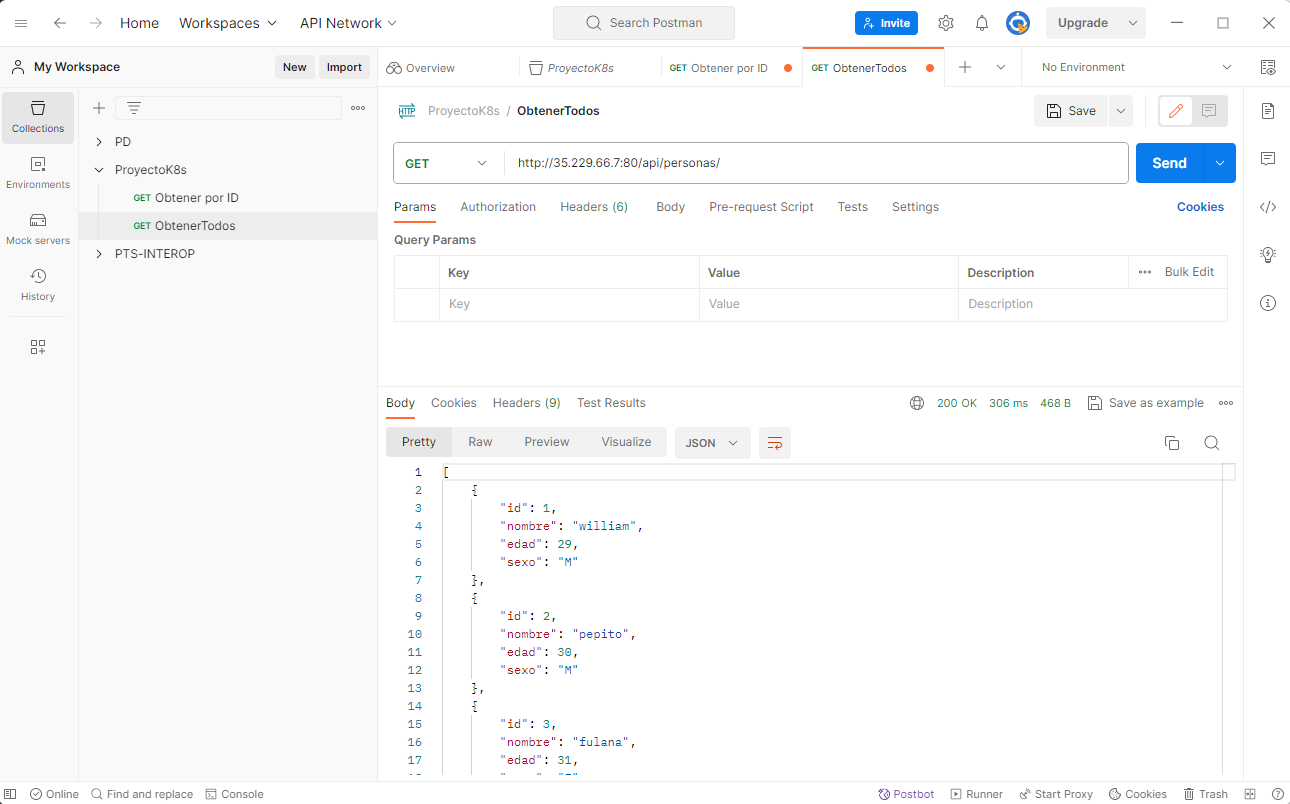 Home Workspaces API Network Search Postman Invite Upgrade
My Workspace New Import Overview ProyectoK8s GET Obtener por ID GET ObtenerTodos No Environment
Collections
Environments
Mock servers
History
PD
ProyectoK8s
GET Obtener por ID
GET ObtenerTodos
PTS-INTEROP
HTTP ProyectoK8s / ObtenerTodos Save
GET http://35.229.66.7:80/api/personas/ Send
Params Authorization Headers (6) Body Pre-request Script Tests Settings Cookies
Query Params
Key Value Description Bulk Edit
Key Value Description
Body Cookies Headers (9) Test Results 200 OK 306 ms 468 B Save as example
Pretty Raw Preview Visualize JSON
1 [
2 {
3 "id": 1,
4 "nombre": "william",
5 "edad": 29,
6 "sexo": "M"
7 },
8 {
9 "id": 2,
10 "nombre": "pepito",
11 "edad": 30,
12 "sexo": "M"
13 },
14 {
15 "id": 3,
16 "nombre": "fulana",
17 "edad": 31,
Online Find and replace Console Postbot Runner Start Proxy Cookies Trash